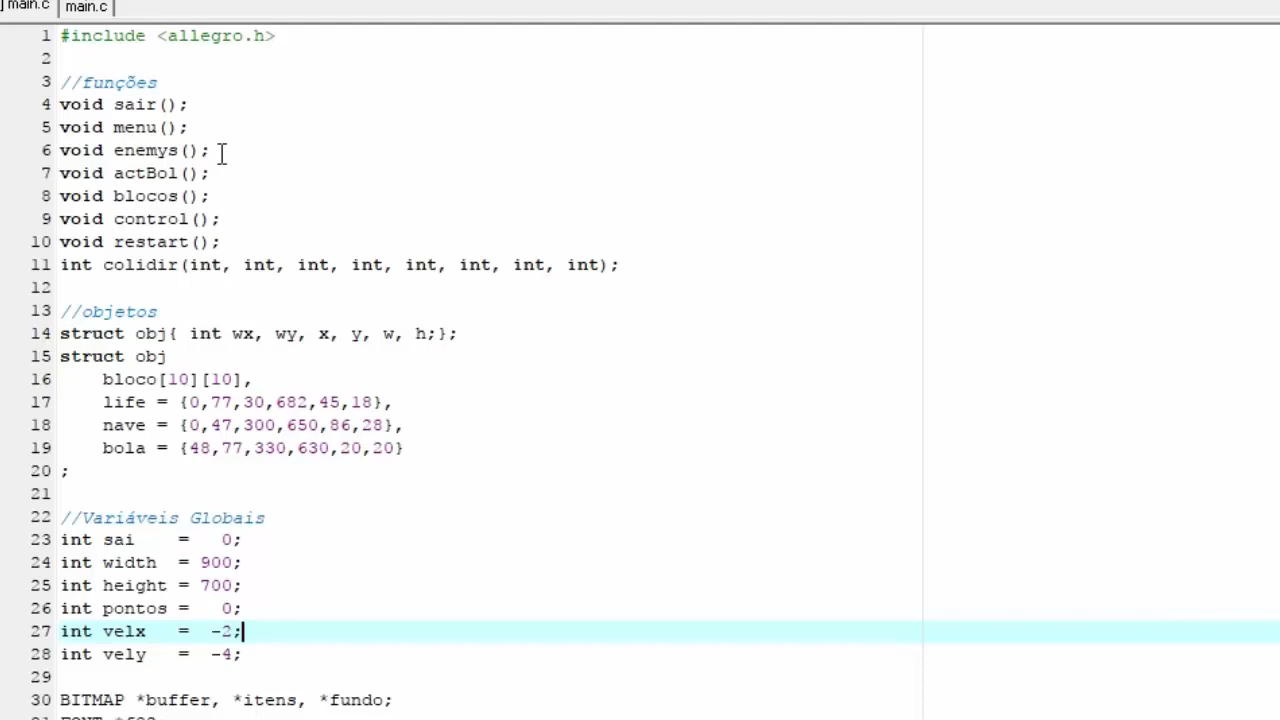 main.c main.c
1 #include <allegro.h>
2
3 //funções
4 void sair();
5 void menu();
6 void enemys();
7 void actBol();
8 void blocos();
9 void control();
10 void restart();
11 int colidir(int, int, int, int, int, int, int, int);
12
13 //objetos
14 struct obj{ int wx, wy, x, y, w, h;};
15 struct obj
16     bloco[10][10],
17     life = {0,77,30,682,45,18},
18     nave = {0,47,300,650,86,28},
19     bola = {48,77,330,630,20,20}
20 ;
21
22 //Variáveis Globais
23 int sai    =   0;
24 int width  = 900;
25 int height = 700;
26 int pontos =   0;
27 int velx   =  -2;
28 int vely   =  -4;
29
30 BITMAP *buffer, *itens, *fundo;